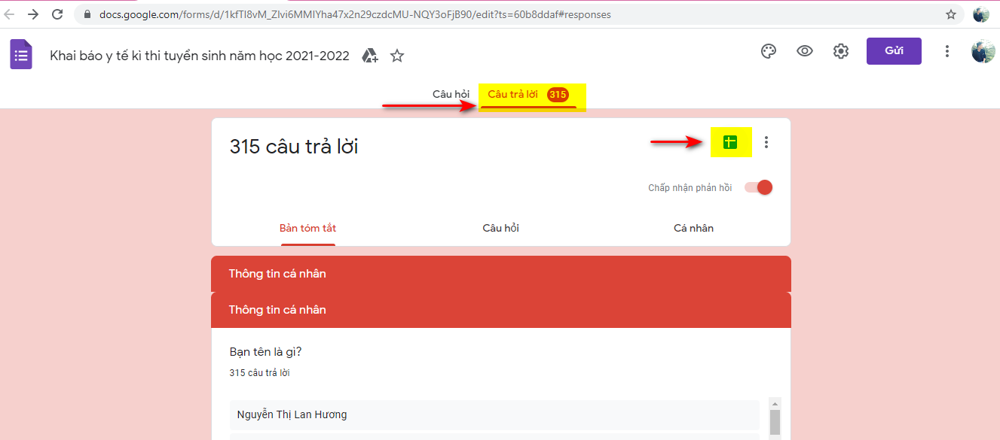 docs.google.com/forms/d/1kfTI8vM_ZIvi6MMIYha47x2n29czdcMU-NQY3oFjB90/edit?ts=60b8ddaf#responses
Khai báo y tế kì thi tuyển sinh năm học 2021-2022
Gửi
Câu hỏi
Câu trả lời 315
315 câu trả lời
Chấp nhận phản hồi
Bản tóm tắt
Câu hỏi
Cá nhân
Thông tin cá nhân
Thông tin cá nhân
Bạn tên là gì?
315 câu trả lời
Nguyễn Thị Lan Hương